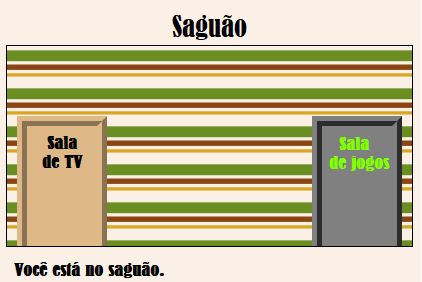 Saguão
Sala
de TV
Sala
de jogos
Você está no saguão.